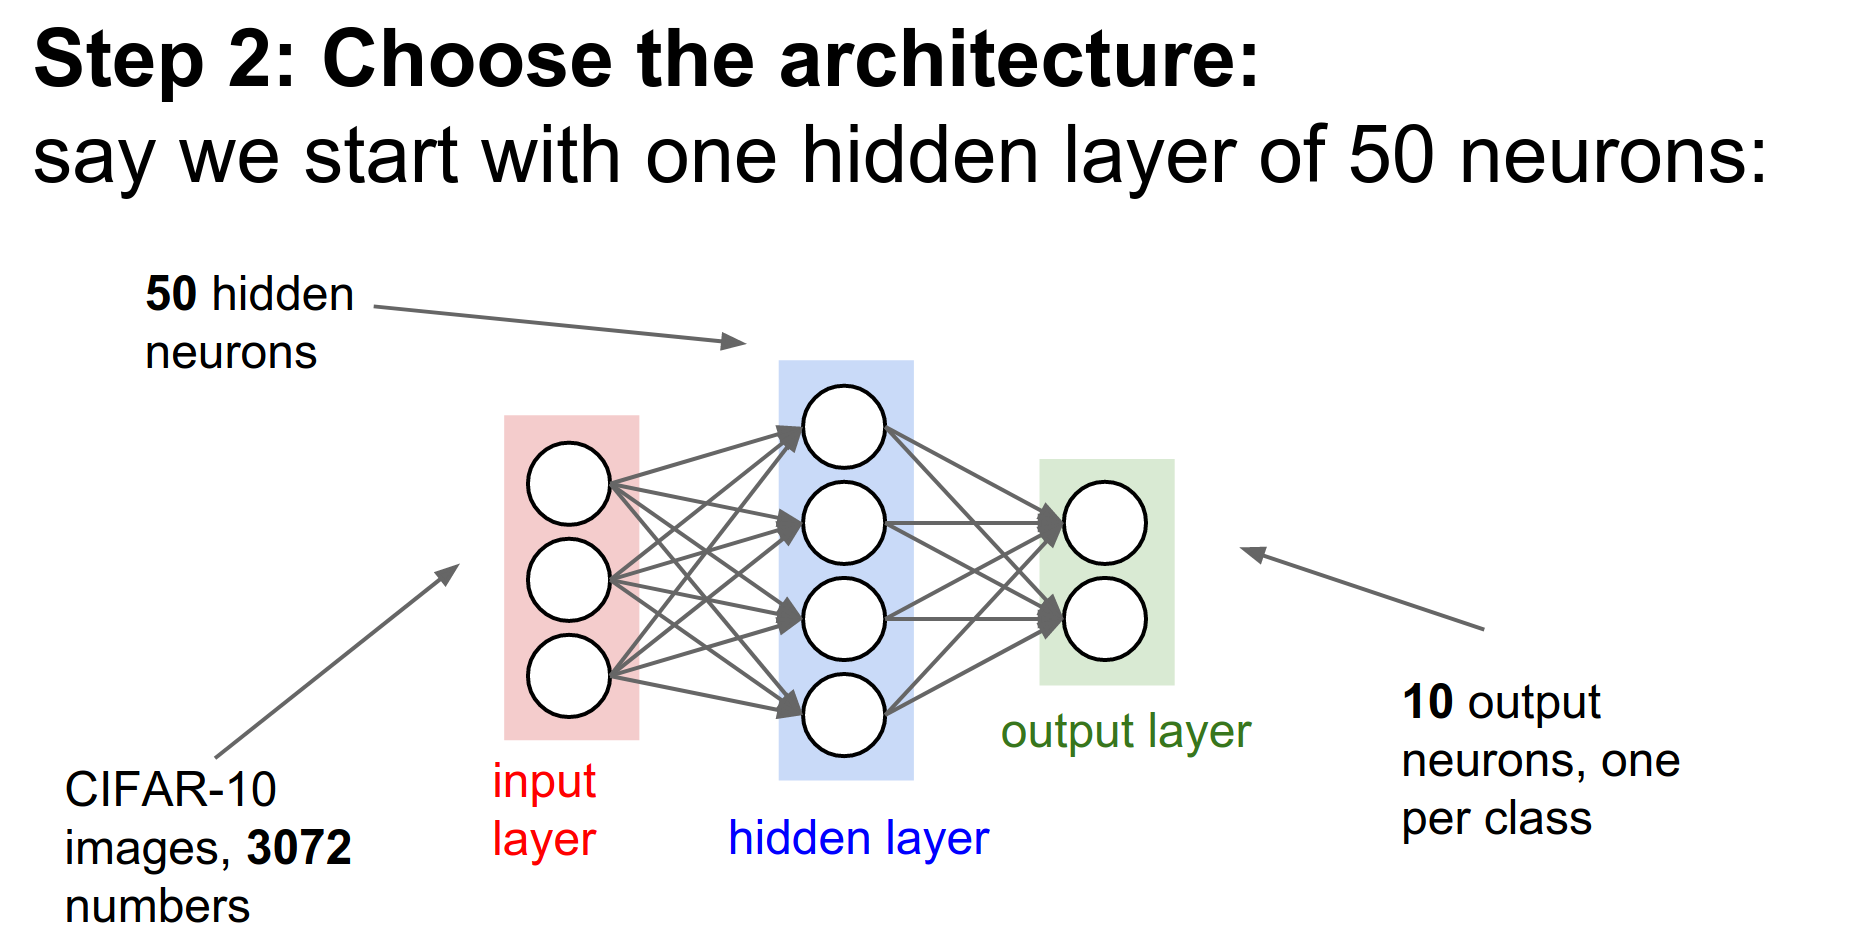 Step 2: Choose the architecture:
say we start with one hidden layer of 50 neurons:
50 hidden
neurons
CIFAR-10
images, 3072
numbers
input
layer
hidden layer
output layer
10 output
neurons, one
per class